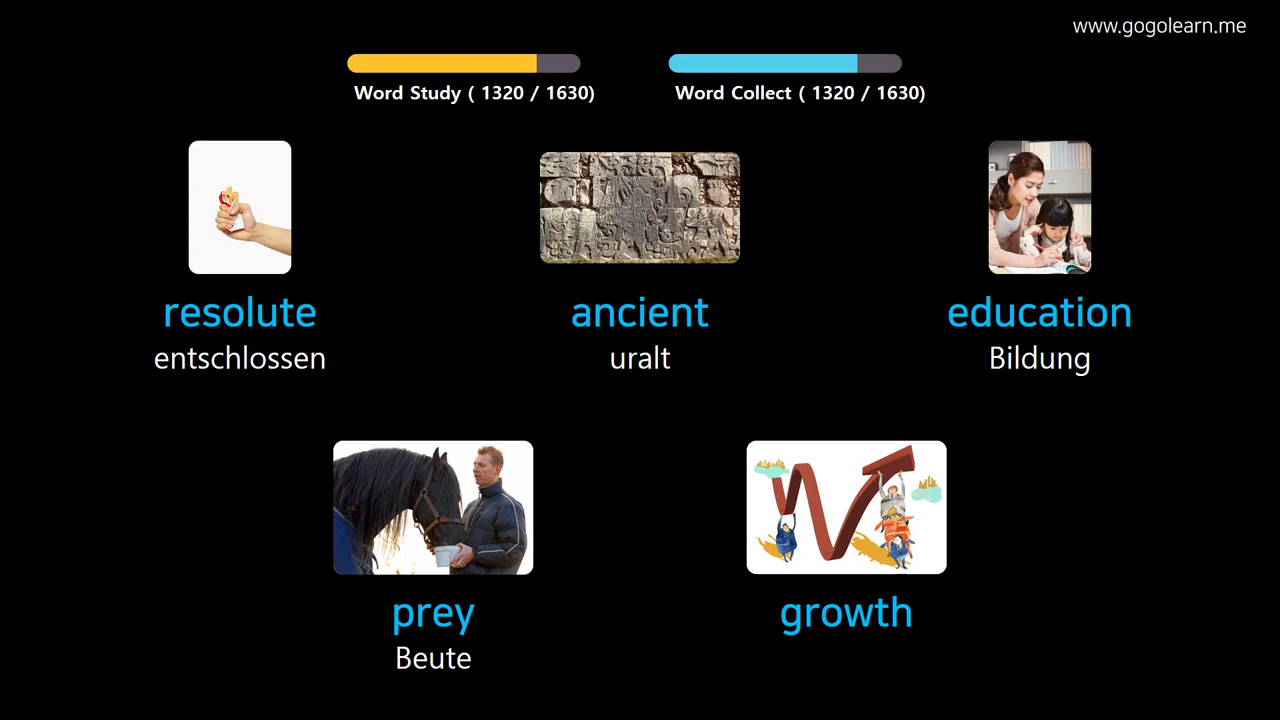 www.gogolearn.me
Word Study ( 1320 / 1630)
Word Collect ( 1320 / 1630)
resolute
entschlossen
ancient
uralt
education
Bildung
prey
Beute
growth